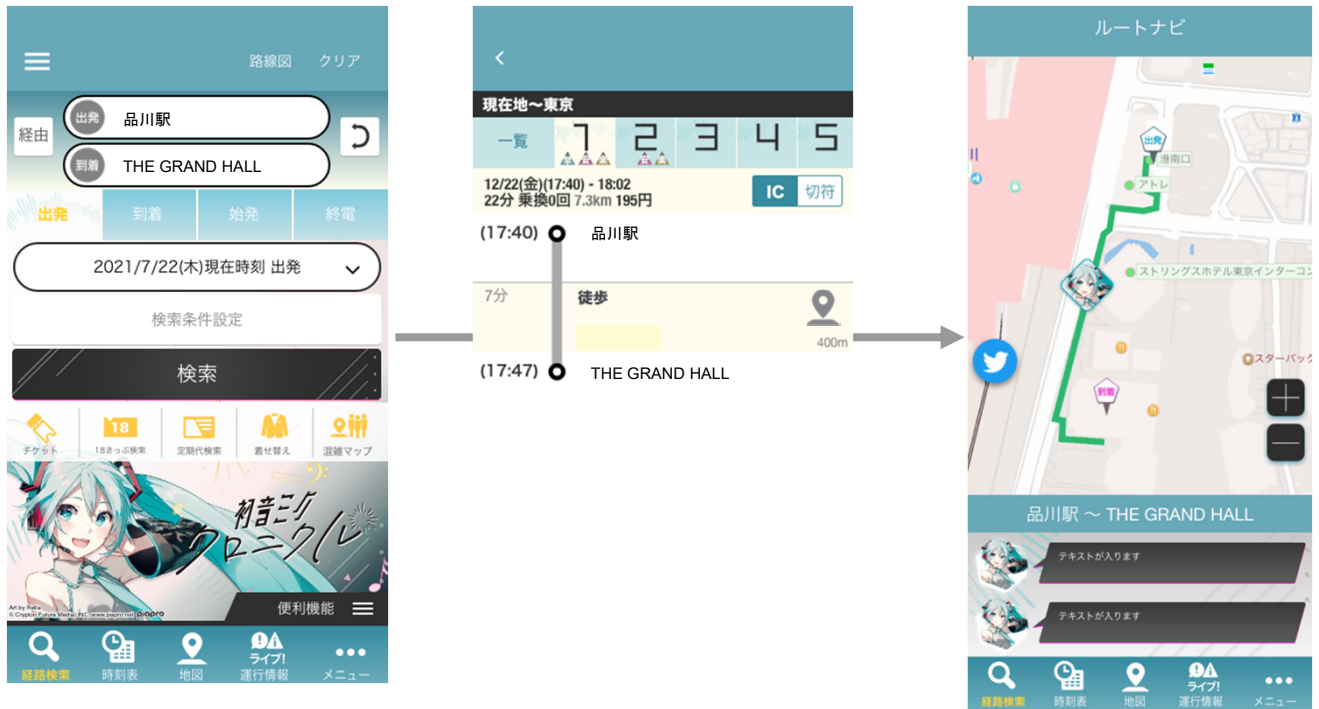 路線図 クリア
経由
出発 品川駅
到着 THE GRAND HALL
出発 到着 始発 終電
2021/7/22(木)現在時刻 出発
検索条件設定
検索
18
チケット 18きっぷ検索 定期代検索 着せ替え 混雑マップ
初音ミク
クロニクル
Art by Rella
© Crypton Future Media, INC. www.piapro.net piapro
便利機能
ライブ!
経路検索 時刻表 地図 運行情報 メニュー
現在地〜東京
一覧 1 2 3 4 5
12/22(金)(17:40) - 18:02
22分 乗換0回 7.3km 195円
IC 切符
(17:40) 品川駅
7分 徒歩
400m
(17:47) THE GRAND HALL
ルートナビ
出発
港南口
アトレ
ストリングスホテル東京インターコン
スターバック
到着
品川駅 〜 THE GRAND HALL
テキストが入ります
テキストが入ります
ライブ!
経路検索 時刻表 地図 運行情報 メニュー